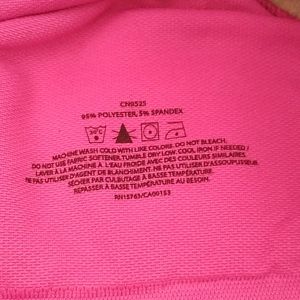 CN9525
95% POLYESTER, 5% SPANDEX
MACHINE WASH COLD WITH LIKE COLORS. DO NOT BLEACH.
DO NOT USE FABRIC SOFTENER. TUMBLE DRY LOW. COOL IRON IF NEEDED/
LAVER À LA MACHINE À L'EAU FROIDE AVEC DES COULEURS SIMILAIRES.
NE PAS UTILISER D'AGENT DE BLANCHIMENT. NE PAS UTILISER D'ASSOUPLISSEUR.
SÉCHER PAR CULBUTAGE À BASSE TEMPÉRATURE.
REPASSER À BASSE TEMPÉRATURE AU BESOIN.
RN15763/CA09153